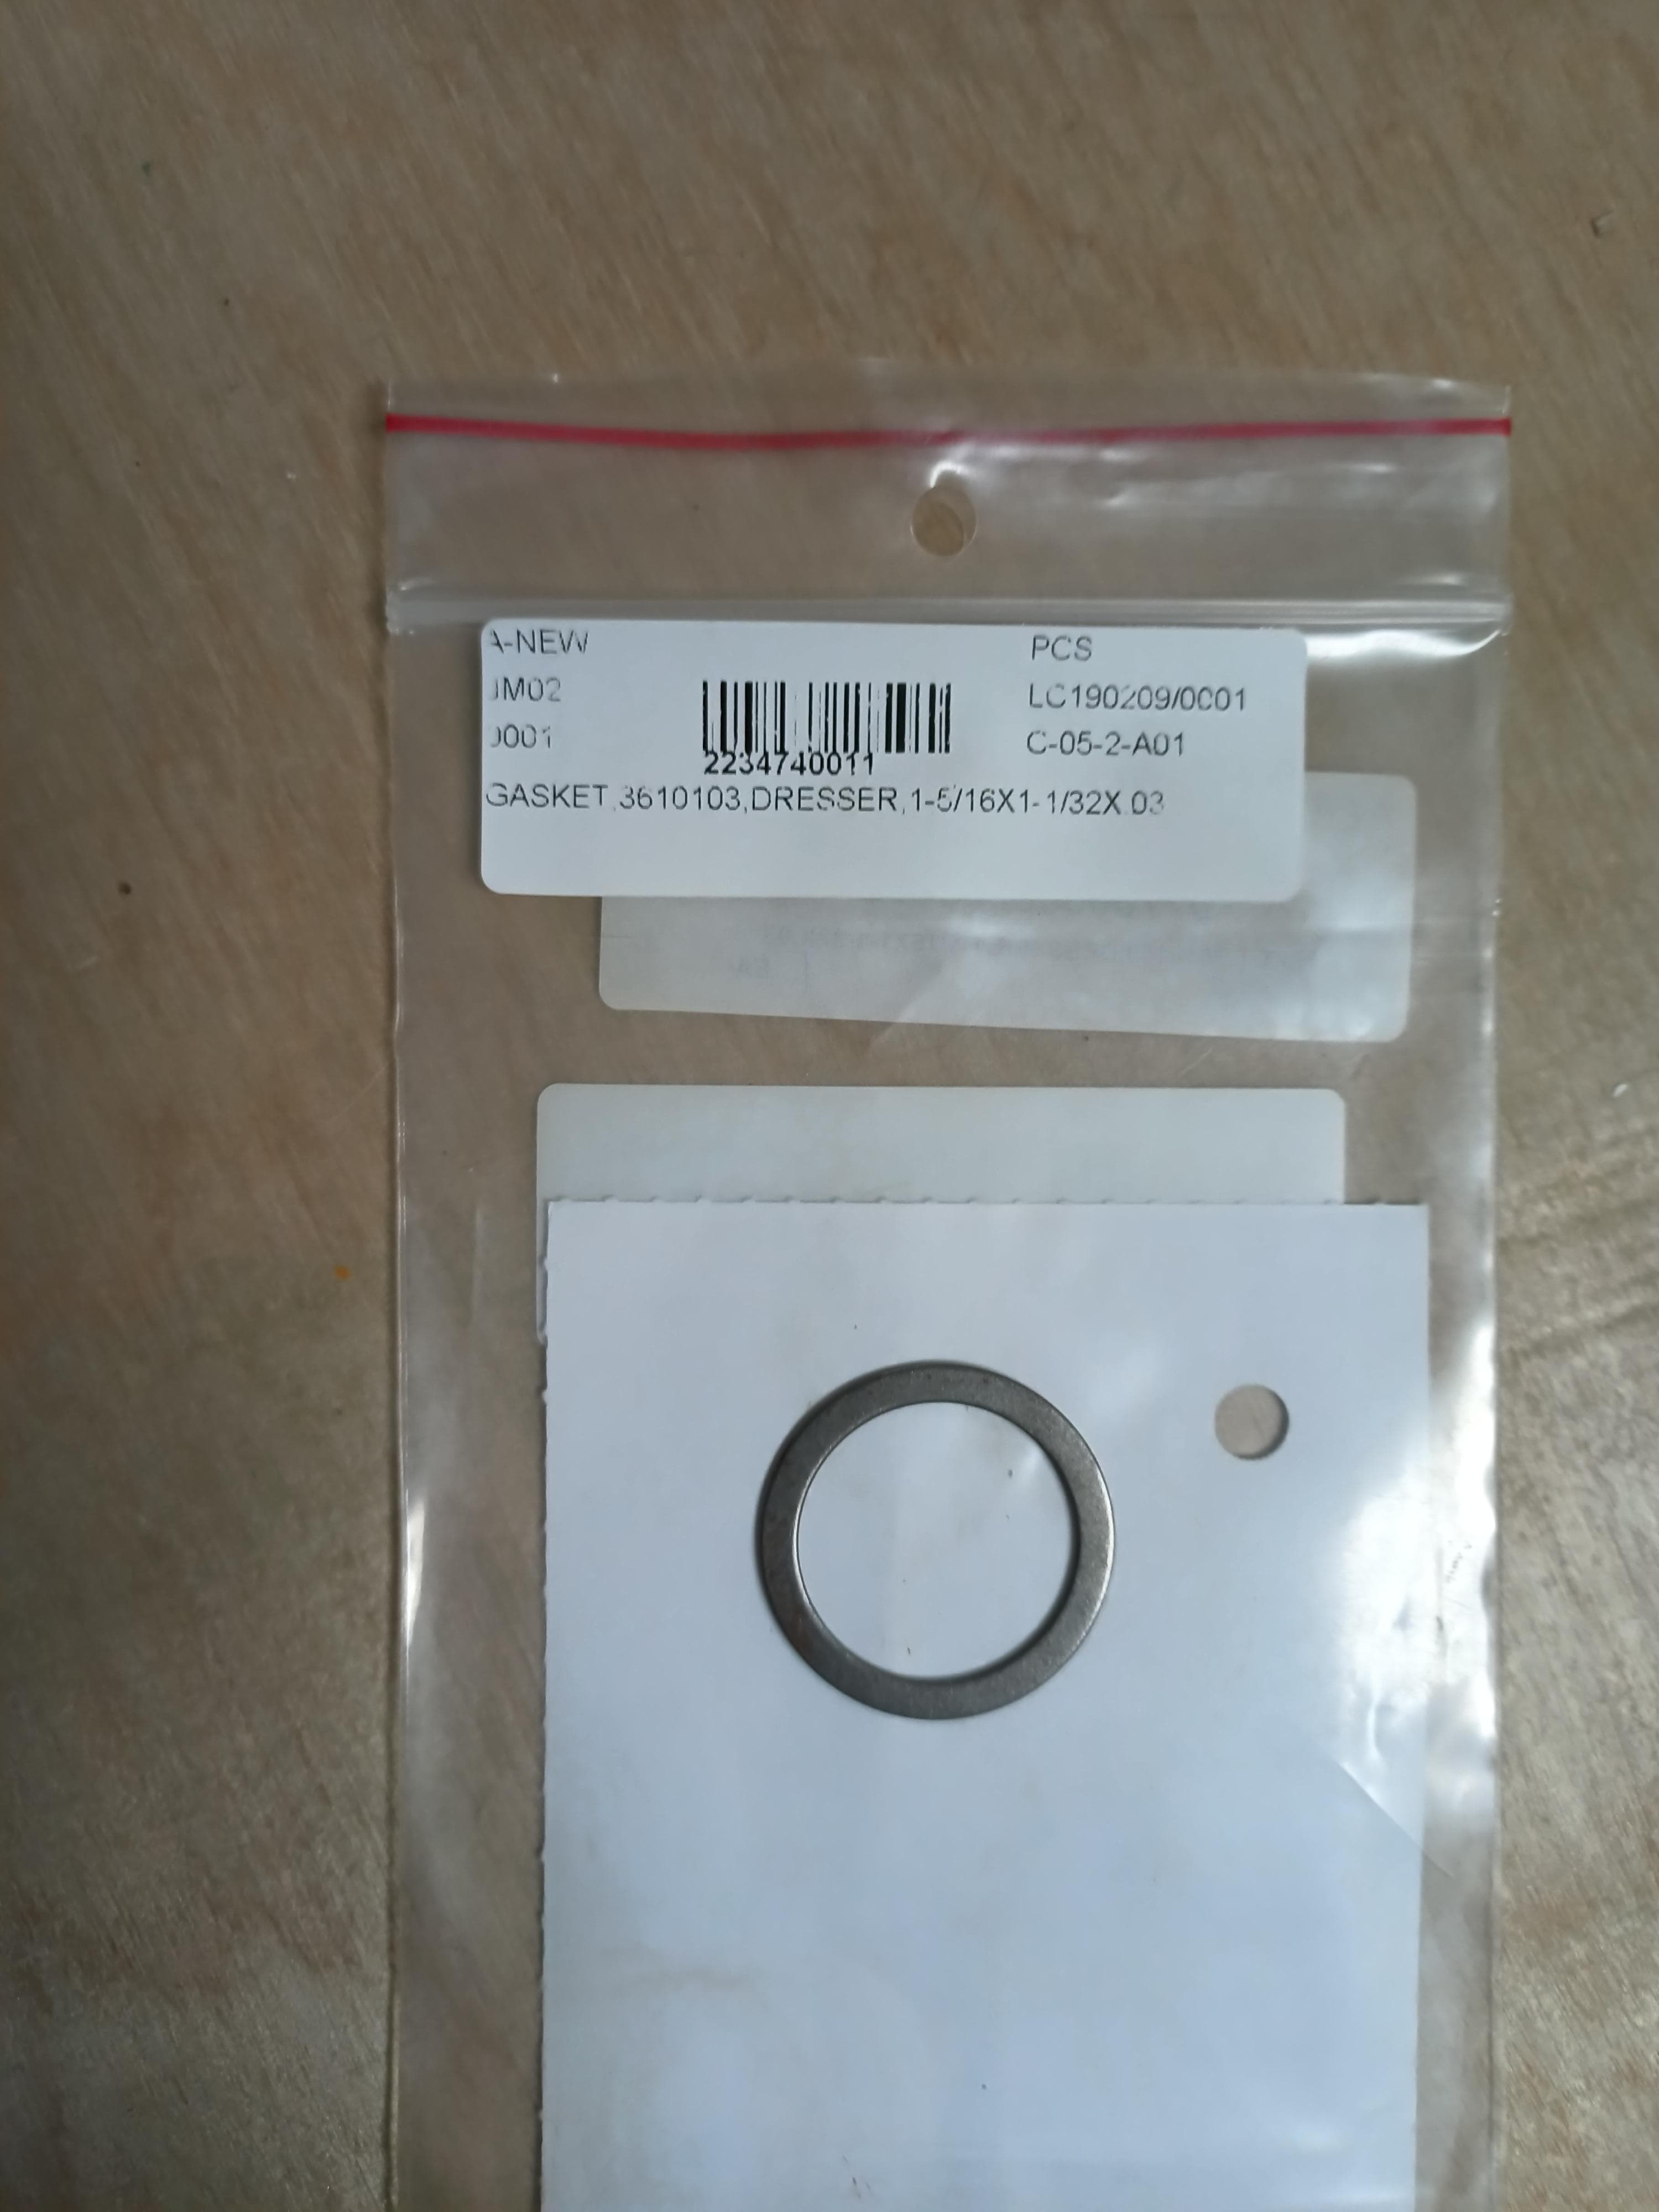 A-NEW PCS
JM02 LC190209/0001
0001 C-05-2-A01
2234740011
GASKET,3610103,DRESSER,1-5/16X1-1/32X.03